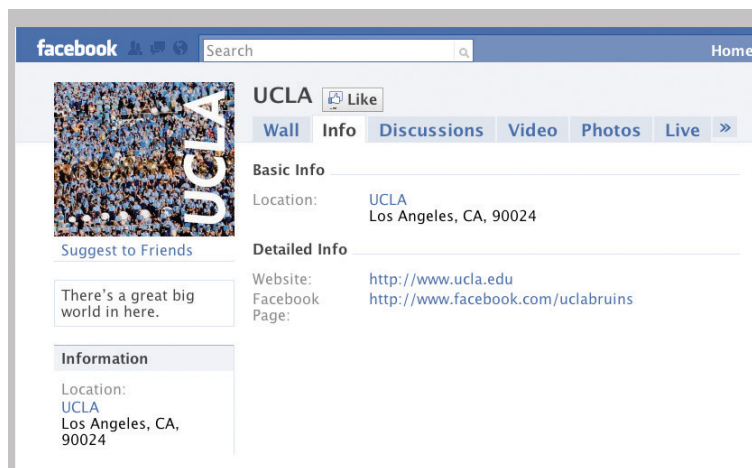 facebook Search Home
UCLA
UCLA Like
Wall Info Discussions Video Photos Live »
Suggest to Friends
There's a great big
world in here.
Information
Location:
UCLA
Los Angeles, CA,
90024
Basic Info
Location: UCLA
Los Angeles, CA, 90024
Detailed Info
Website: http://www.ucla.edu
Facebook http://www.facebook.com/uclabruins
Page: